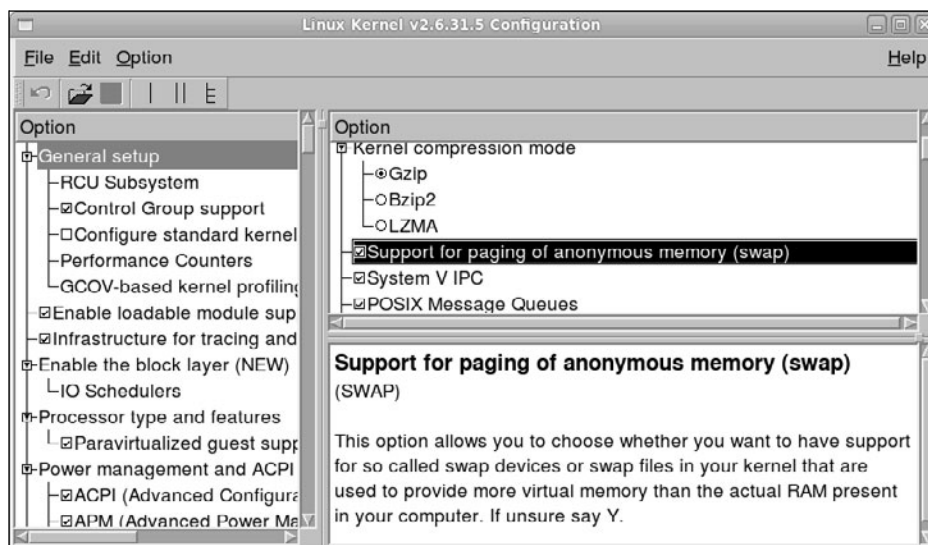 Linux Kernel v2.6.31.5 Configuration
File Edit Option Help
Option
General setup
RCU Subsystem
Control Group support
Configure standard kernel
Performance Counters
GCOV-based kernel profiling
Enable loadable module sup
Infrastructure for tracing and
Enable the block layer (NEW)
IO Schedulers
Processor type and features
Paravirtualized guest supp
Power management and ACPI
ACPI (Advanced Configura
APM (Advanced Power Ma
Option
Kernel compression mode
Gzip
Bzip2
LZMA
Support for paging of anonymous memory (swap)
System V IPC
POSIX Message Queues
Support for paging of anonymous memory (swap)
(SWAP)
This option allows you to choose whether you want to have support
for so called swap devices or swap files in your kernel that are
used to provide more virtual memory than the actual RAM present
in your computer. If unsure say Y.